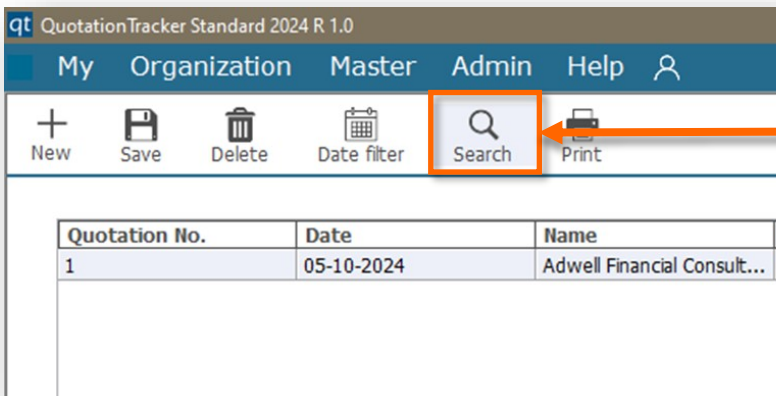 qt QuotationTracker Standard 2024 R 1.0
My Organization Master Admin Help
New Save Delete Date filter Search Print
Quotation No. Date Name
1 05-10-2024 Adwell Financial Consult...